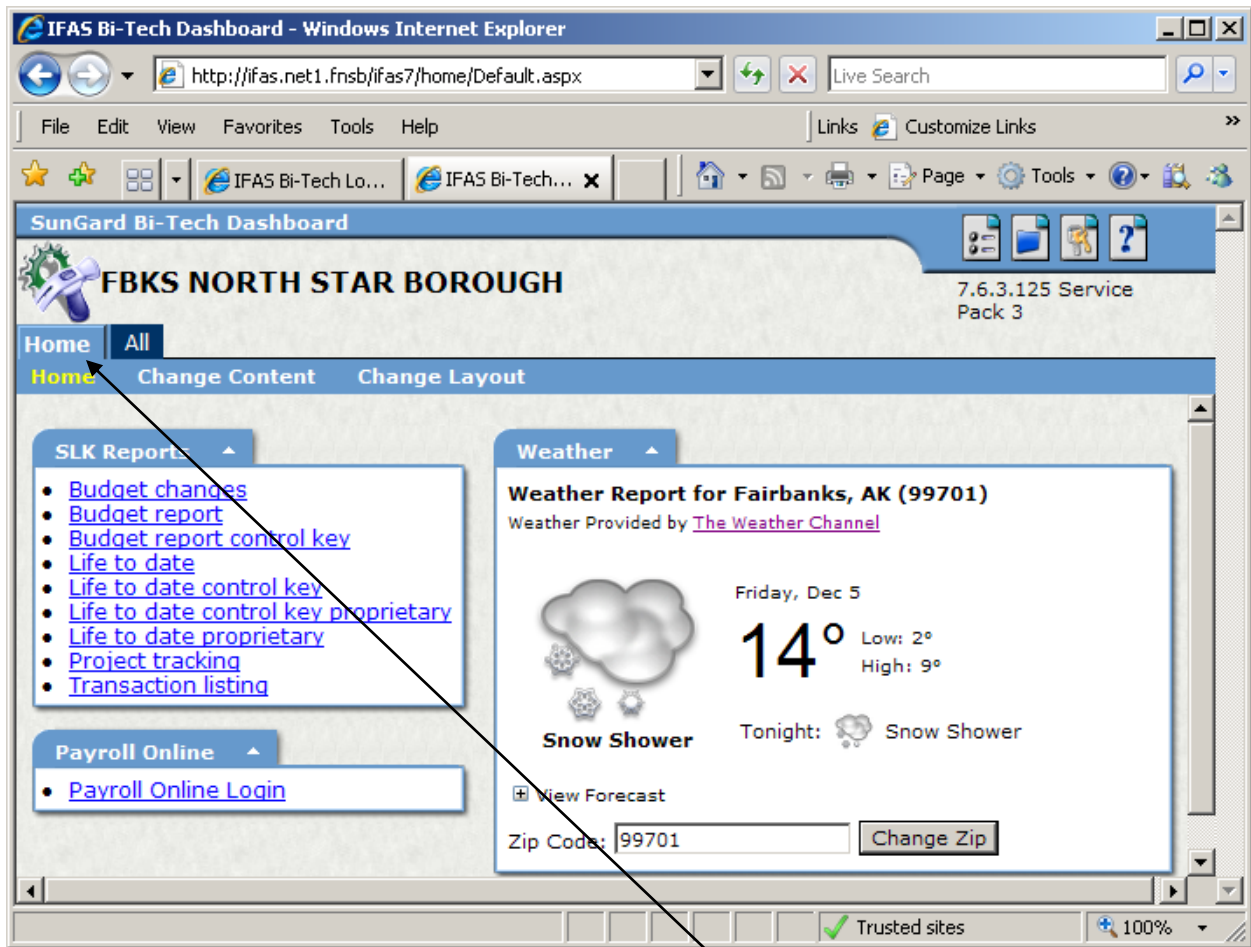 IFAS Bi-Tech Dashboard - Windows Internet Explorer
http://ifas.net1.fnsb/ifas7/home/Default.aspx
Live Search
File Edit View Favorites Tools Help
Links Customize Links
IFAS Bi-Tech Lo...
IFAS Bi-Tech...
Page
Tools
SunGard Bi-Tech Dashboard
FBKS NORTH STAR BOROUGH
7.6.3.125 Service
Pack 3
Home All
Home Change Content Change Layout
SLK Reports
Budget changes
Budget report
Budget report control key
Life to date
Life to date control key
Life to date control key proprietary
Life to date proprietary
Project tracking
Transaction listing
Payroll Online
Payroll Online Login
Weather
Weather Report for Fairbanks, AK (99701)
Weather Provided by The Weather Channel
Friday, Dec 5
14°
Low: 2°
High: 9°
Snow Shower
Tonight: Snow Shower
View Forecast
Zip Code: 99701 Change Zip
Trusted sites
100%